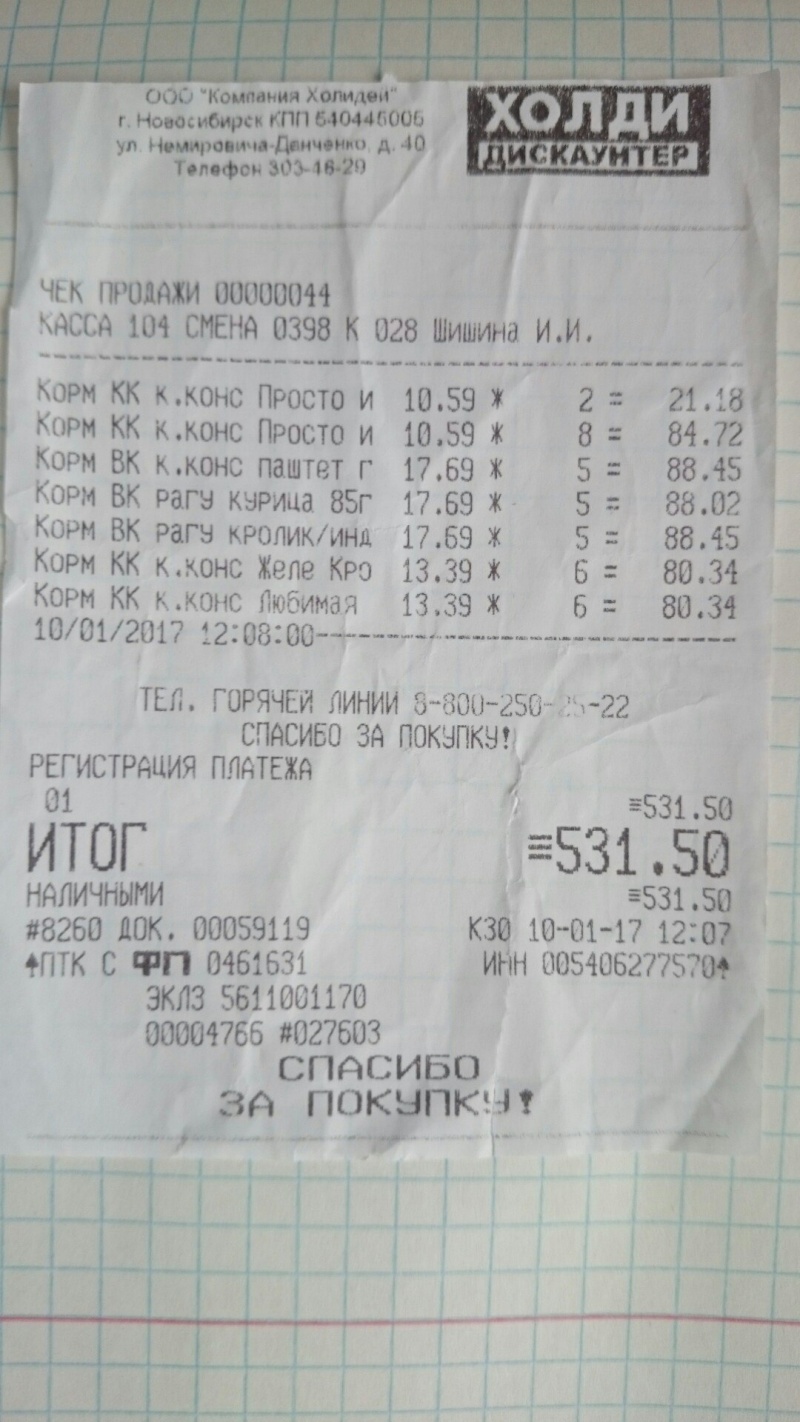 ООО "Компания Холидей"
г. Новосибирск КПП 540445005
ул. Немировича-Данченко, д. 40
Телефон 303-16-29
ХОЛДИ
ДИСКАУНТЕР
ЧЕК ПРОДАЖИ 00000044
КАССА 104 СМЕНА 0398 К 028 Шишина И.И.
Корм КК к.конс Просто и 10.59 * 2 = 21.18
Корм КК к.конс Просто и 10.59 * 8 = 84.72
Корм ВК к.конс паштет г 17.69 * 5 = 88.45
Корм ВК рагу курица 85г 17.69 * 5 = 88.02
Корм ВК рагу кролик/инд 17.69 * 5 = 88.45
Корм КК к.конс Желе Кро 13.39 * 6 = 80.34
Корм КК к.конс Любимая 13.39 * 6 = 80.34
10/01/2017 12:08:00
ТЕЛ. ГОРЯЧЕЙ ЛИНИИ 8-800-250- -22
СПАСИБО ЗА ПОКУПКУ!
РЕГИСТРАЦИЯ ПЛАТЕЖА
01 ≡531.50
ИТОГ ≡531.50
НАЛИЧНЫМИ ≡531.50
#8260 ДОК. 00059119 К30 10-01-17 12:07
♠ПТК С ФП 0461631 ИНН 005406277570♠
ЭКЛЗ 5611001170
00004766 #027603
СПАСИБО
ЗА ПОКУПКУ!